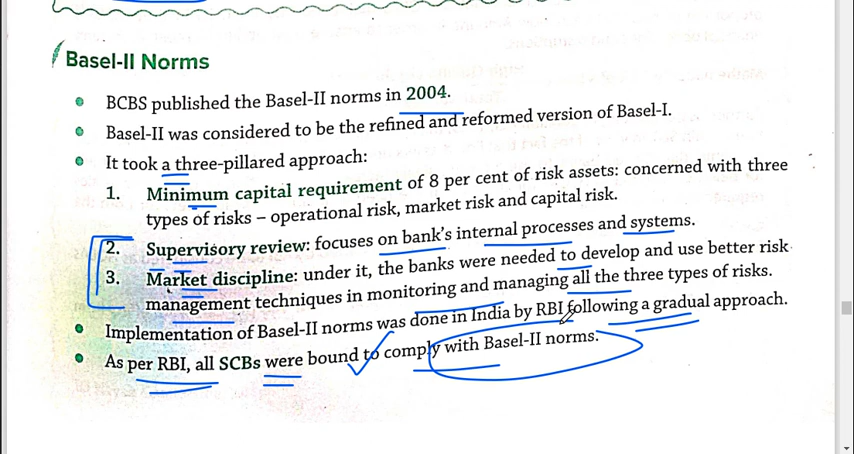 Basel-II Norms
• BCBS published the Basel-II norms in 2004.
• Basel-II was considered to be the refined and reformed version of Basel-I.
• It took a three-pillared approach:
1. Minimum capital requirement of 8 per cent of risk assets: concerned with three
types of risks – operational risk, market risk and capital risk.
2. Supervisory review: focuses on bank's internal processes and systems.
3. Market discipline: under it, the banks were needed to develop and use better risk
management techniques in monitoring and managing all the three types of risks.
• Implementation of Basel-II norms was done in India by RBI following a gradual approach.
• As per RBI, all SCBs were bound to comply with Basel-II norms.